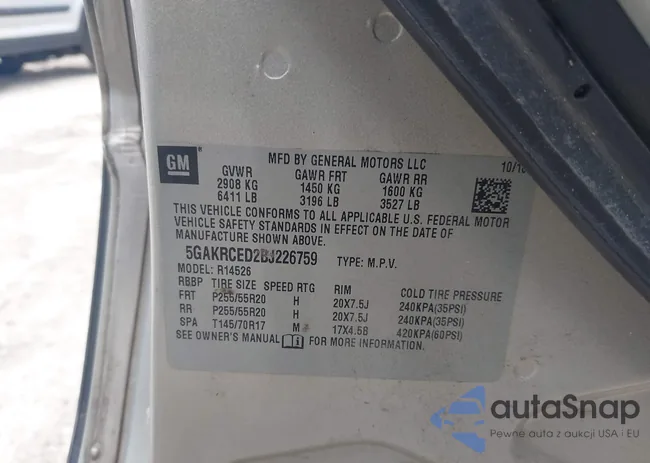 GM
MFD BY GENERAL MOTORS LLC
10/10
GVWR GAWR FRT GAWR RR
2908 KG 1450 KG 1600 KG
6411 LB 3196 LB 3527 LB
THIS VEHICLE CONFORMS TO ALL APPLICABLE U.S. FEDERAL MOTOR
VEHICLE SAFETY STANDARDS IN EFFECT ON THE DATE OF
MANUFACTURE SHOWN ABOVE.
5GAKRCED2BJ226759 TYPE: M.P.V.
MODEL: R14526
RBBP TIRE SIZE SPEED RTG RIM COLD TIRE PRESSURE
FRT P255/55R20 H 20X7.5J 240KPA(35PSI)
RR P255/55R20 H 20X7.5J 240KPA(35PSI)
SPA T145/70R17 M 17X4.5B 420KPA(60PSI)
SEE OWNER'S MANUAL FOR MORE INFORMATION.
autaSnap
Pewne auta z aukcji USA i EU